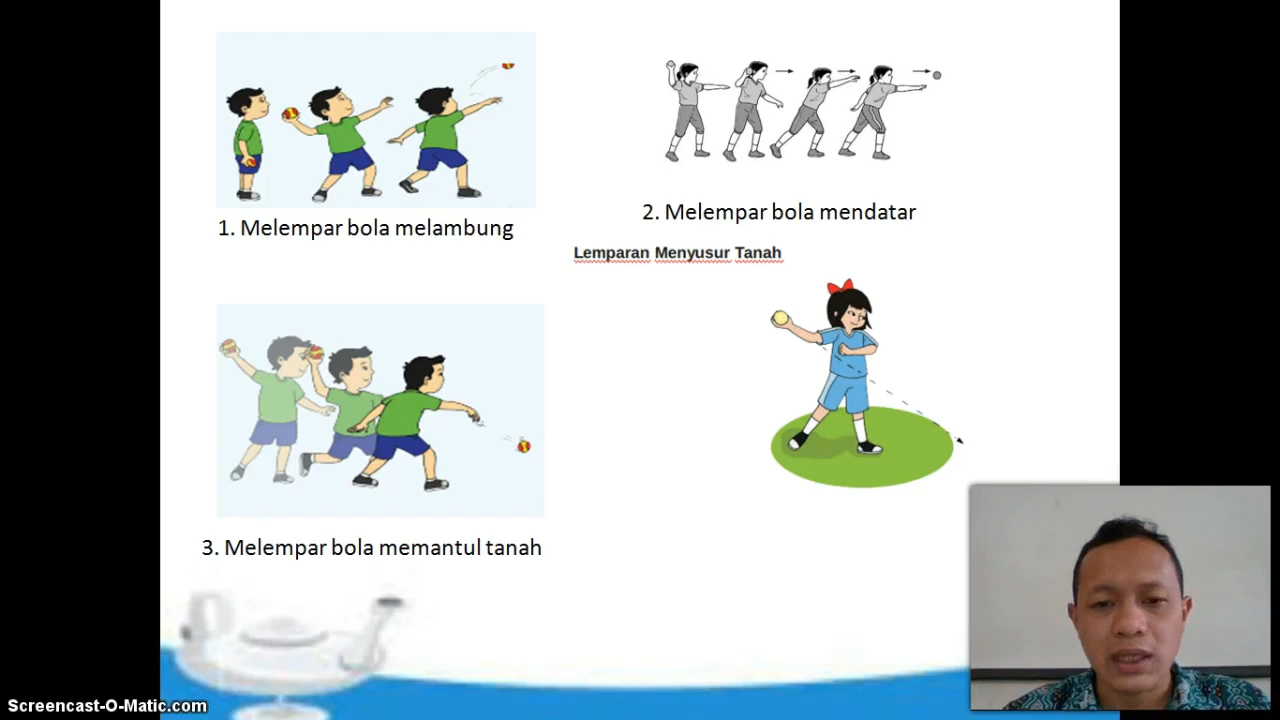 1. Melempar bola melambung
2. Melempar bola mendatar
Lemparan Menyusur Tanah
3. Melempar bola memantul tanah
Screencast-O-Matic.com